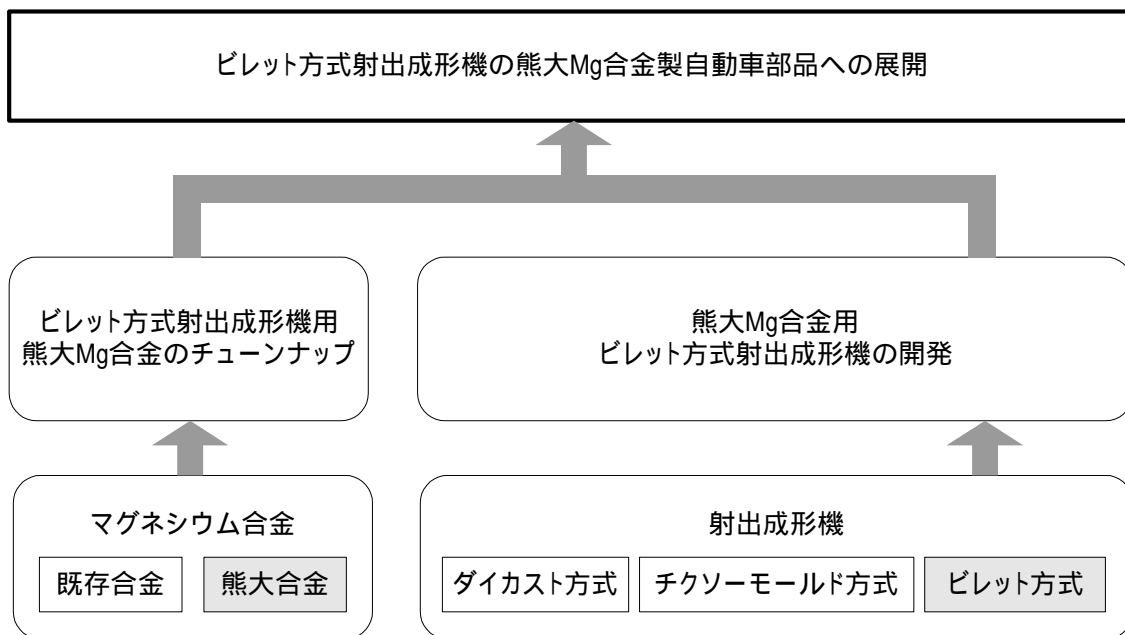 ビレット方式射出成形機の熊大Mg合金製自動車部品への展開
ビレット方式射出成形機用
熊大Mg合金のチューンナップ
熊大Mg合金用
ビレット方式射出成形機の開発
マグネシウム合金
既存合金
熊大合金
射出成形機
ダイカスト方式
チクソーモールド方式
ビレット方式